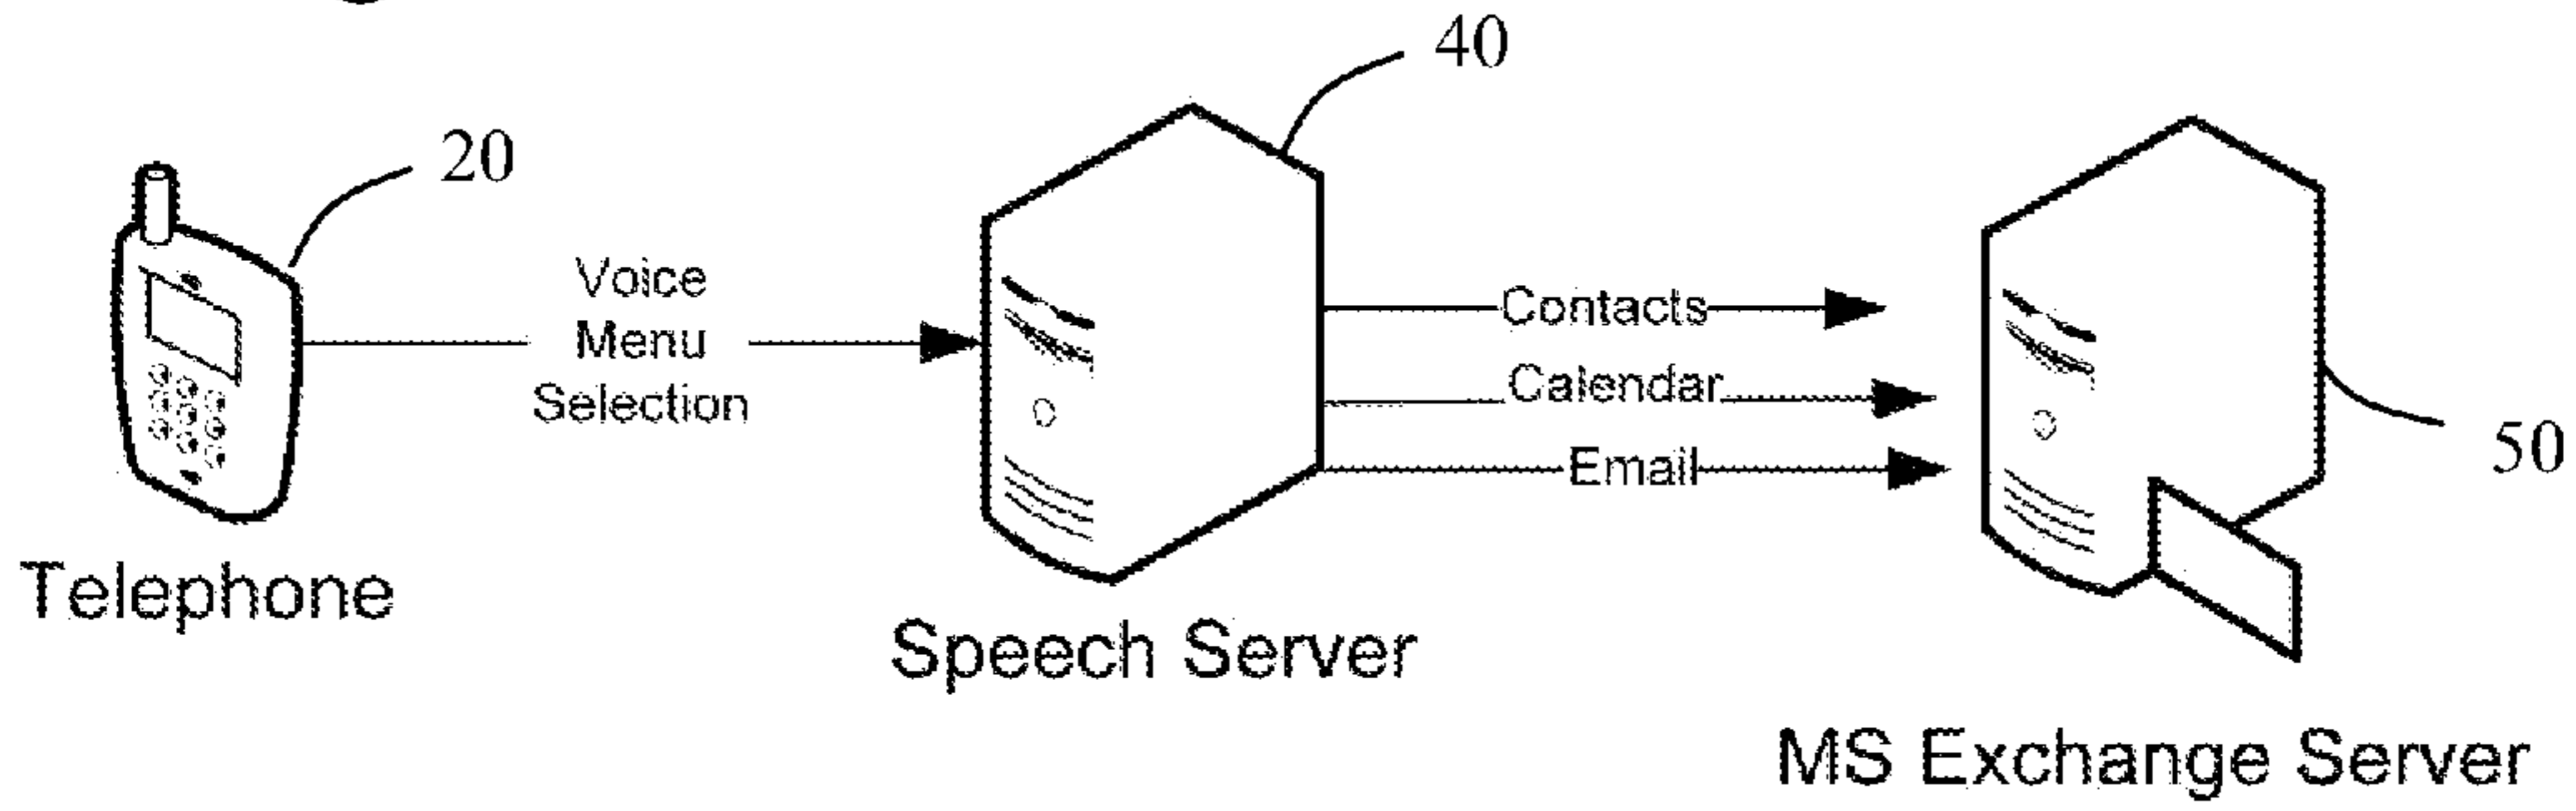 40
20
Voice
Menu
Selection
Contacts
Calendar
Email
50
Telephone
Speech Server
MS Exchange Server